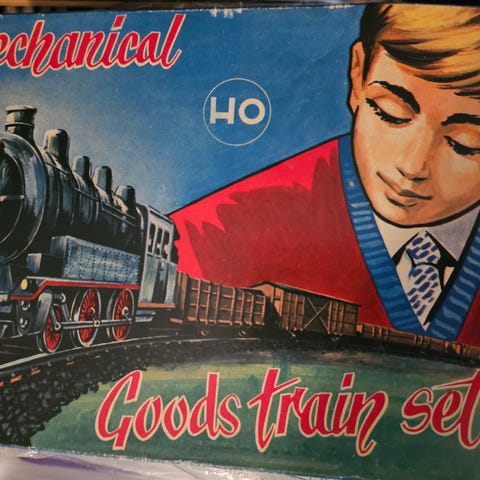 echanical
HO
Goods train set